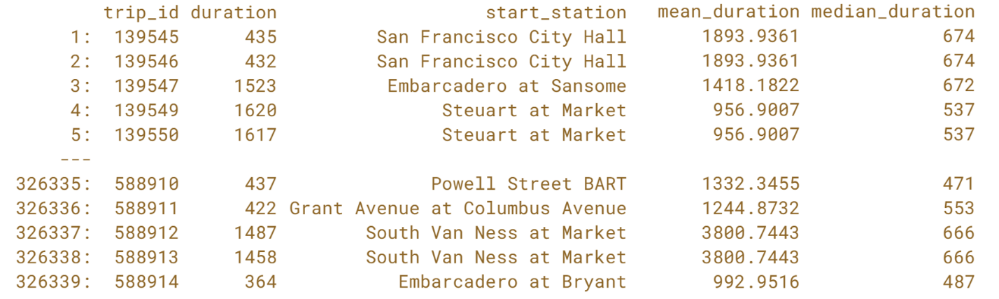 trip_id duration start_station mean_duration median_duration
1: 139545 435 San Francisco City Hall 1893.9361 674
2: 139546 432 San Francisco City Hall 1893.9361 674
3: 139547 1523 Embarcadero at Sansome 1418.1822 672
4: 139549 1620 Steuart at Market 956.9007 537
5: 139550 1617 Steuart at Market 956.9007 537
---
326335: 588910 437 Powell Street BART 1332.3455 471
326336: 588911 422 Grant Avenue at Columbus Avenue 1244.8732 553
326337: 588912 1487 South Van Ness at Market 3800.7443 666
326338: 588913 1458 South Van Ness at Market 3800.7443 666
326339: 588914 364 Embarcadero at Bryant 992.9516 487